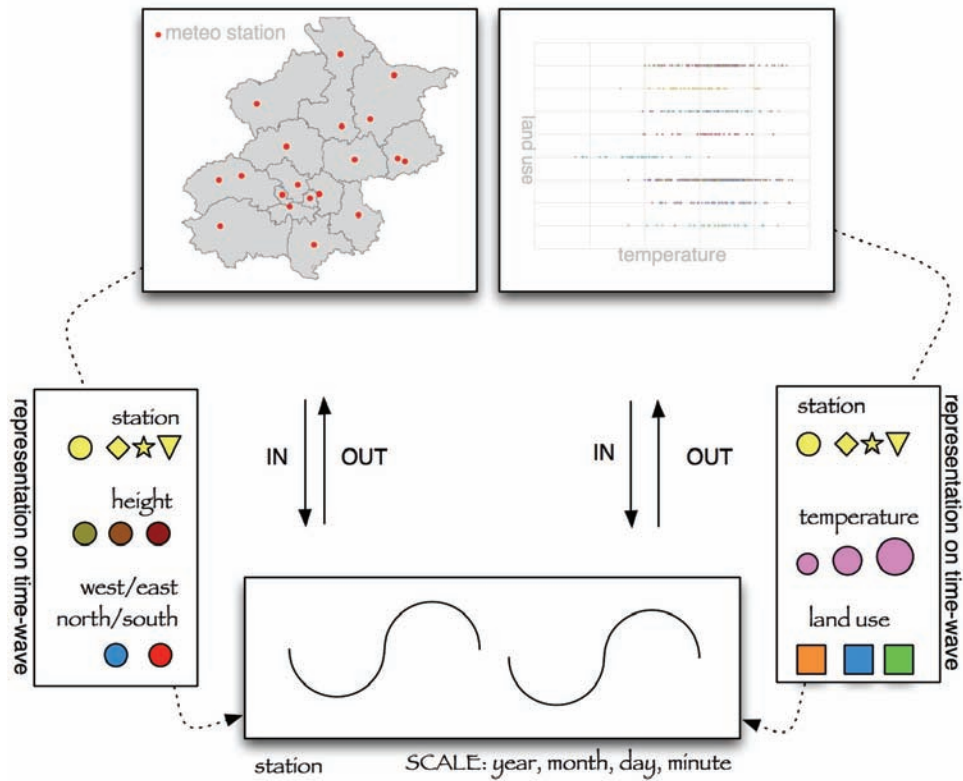 meteo station
land use
temperature
representation on time-wave
station
height
west/east
north/south
IN
OUT
IN
OUT
station
temperature
land use
representation on time-wave
station
SCALE: year, month, day, minute